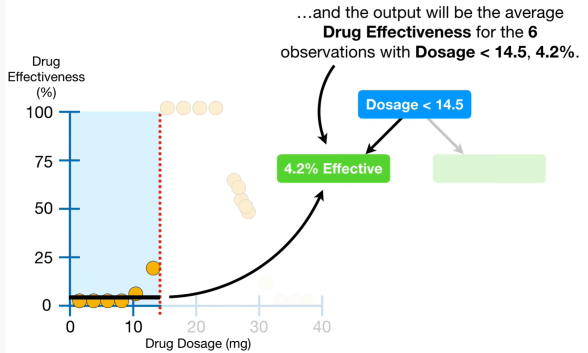 …and the output will be the average
Drug Effectiveness for the 6
observations with Dosage < 14.5, 4.2%.
Drug
Effectiveness
(%)
Dosage < 14.5
4.2% Effective
100
75
50
25
0
0 10 20 30 40
Drug Dosage (mg)